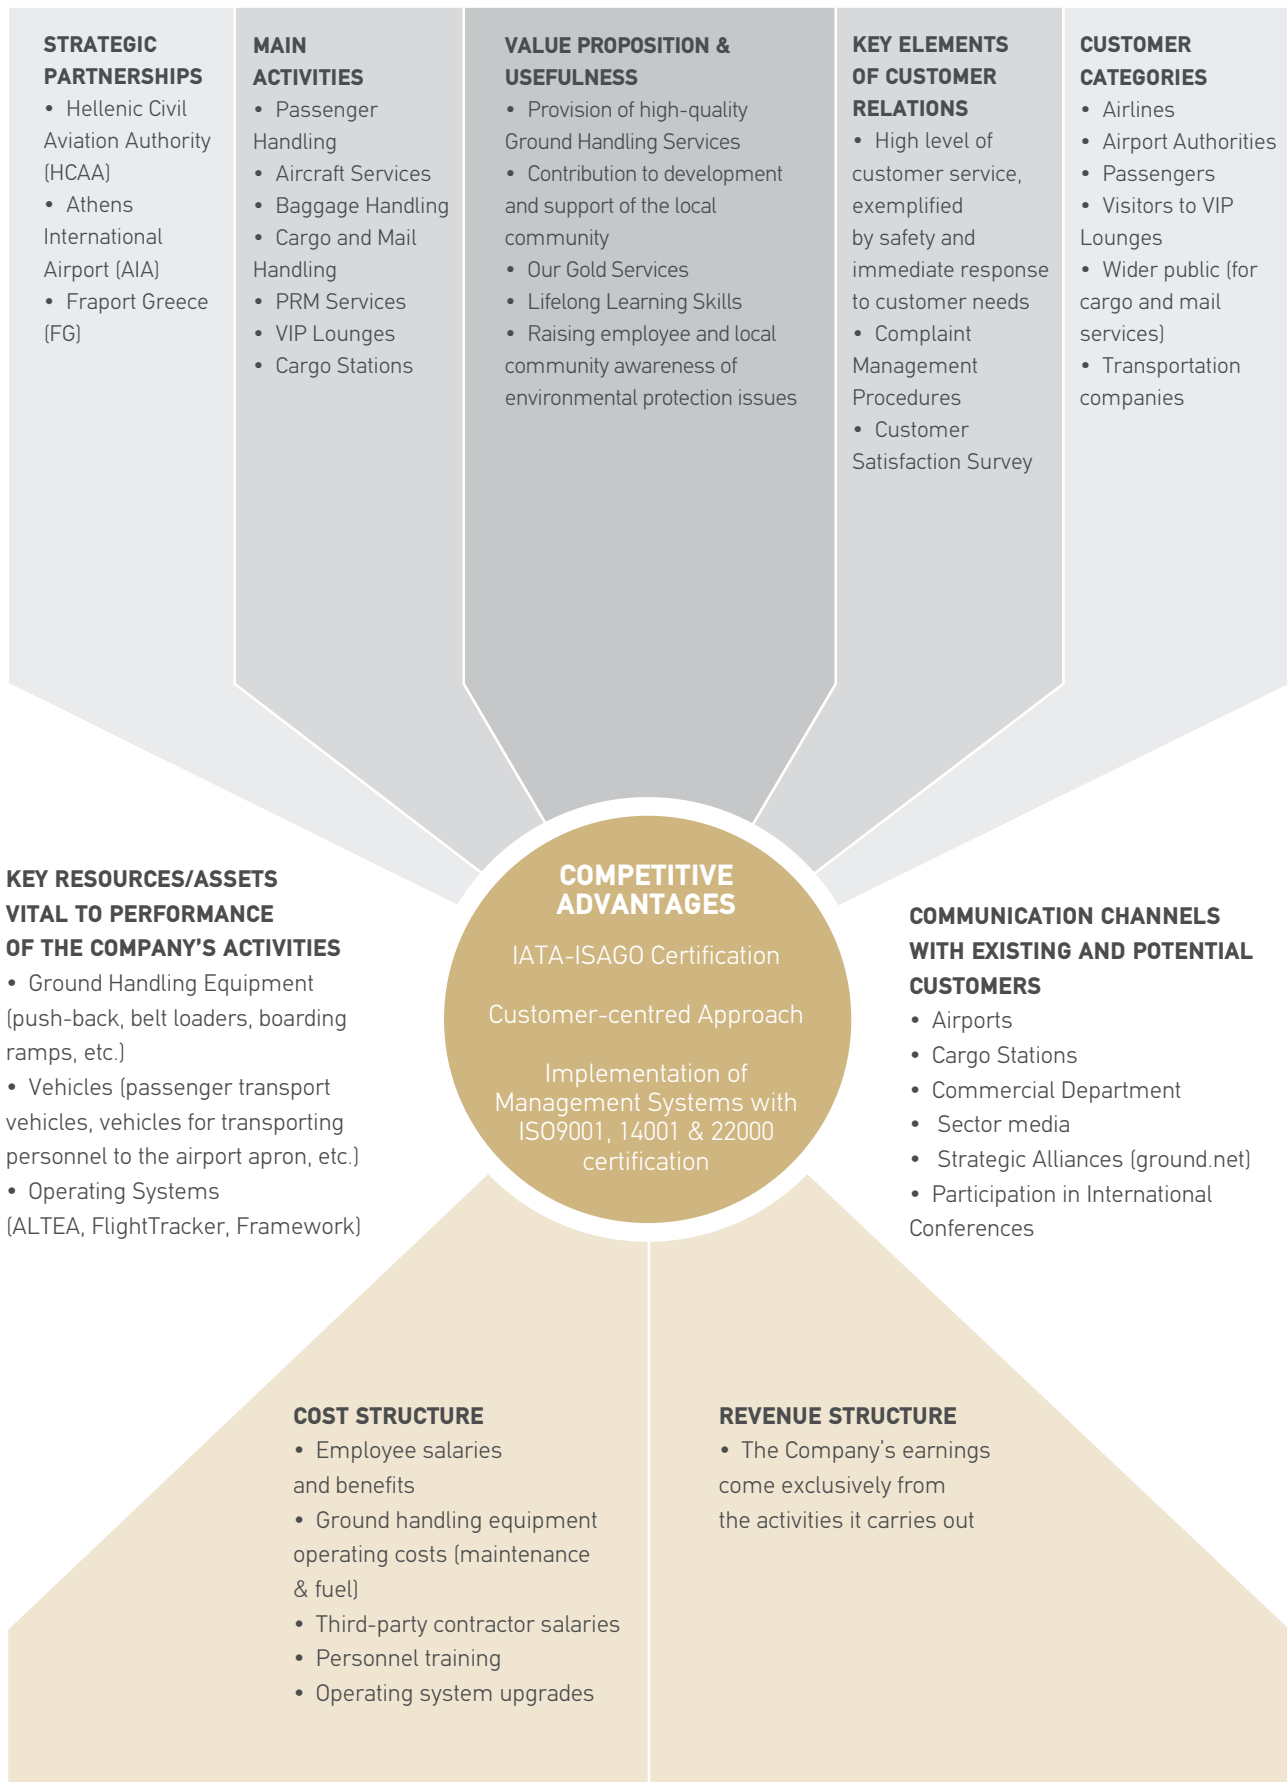 STRATEGIC
PARTNERSHIPS
• Hellenic Civil
Aviation Authority
(HCAA)
• Athens
International
Airport (AIA)
• Fraport Greece
(FG)
MAIN
ACTIVITIES
• Passenger
Handling
• Aircraft Services
• Baggage Handling
• Cargo and Mail
Handling
• PRM Services
• VIP Lounges
• Cargo Stations
VALUE PROPOSITION &
USEFULNESS
• Provision of high-quality
Ground Handling Services
• Contribution to development
and support of the local
community
• Our Gold Services
• Lifelong Learning Skills
• Raising employee and local
community awareness of
environmental protection issues
KEY ELEMENTS
OF CUSTOMER
RELATIONS
• High level of
customer service,
exemplified
by safety and
immediate response
to customer needs
• Complaint
Management
Procedures
• Customer
Satisfaction Survey
CUSTOMER
CATEGORIES
• Airlines
• Airport Authorities
• Passengers
• Visitors to VIP
Lounges
• Wider public (for
cargo and mail
services)
• Transportation
companies
KEY RESOURCES/ASSETS
VITAL TO PERFORMANCE
OF THE COMPANY'S ACTIVITIES
• Ground Handling Equipment
(push-back, belt loaders, boarding
ramps, etc.)
• Vehicles (passenger transport
vehicles, vehicles for transporting
personnel to the airport apron, etc.)
• Operating Systems
(ALTEA, FlightTracker, Framework)
COMPETITIVE
ADVANTAGES
IATA-ISAGO Certification
Customer-centred Approach
Implementation of
Management Systems with
ISO9001, 14001 & 22000
certification
COMMUNICATION CHANNELS
WITH EXISTING AND POTENTIAL
CUSTOMERS
• Airports
• Cargo Stations
• Commercial Department
• Sector media
• Strategic Alliances (ground.net)
• Participation in International
Conferences
COST STRUCTURE
• Employee salaries
and benefits
• Ground handling equipment
operating costs (maintenance
& fuel)
• Third-party contractor salaries
• Personnel training
• Operating system upgrades
REVENUE STRUCTURE
• The Company's earnings
come exclusively from
the activities it carries out